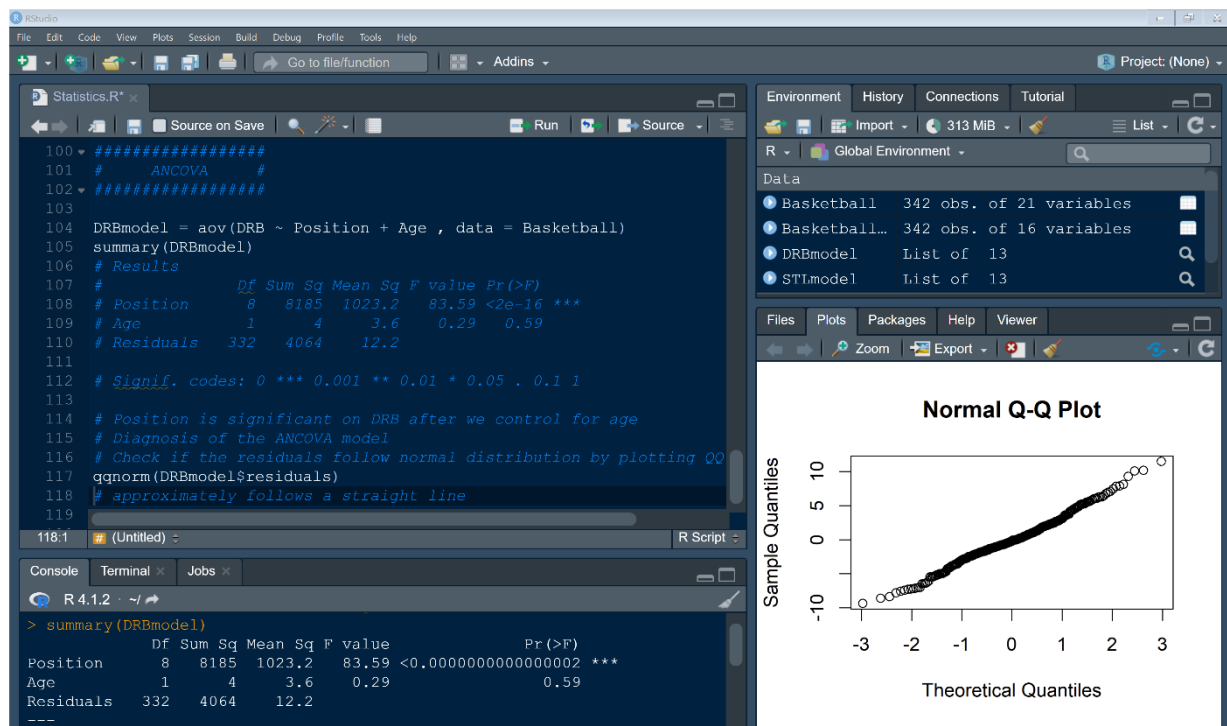 RStudio
File Edit Code View Plots Session Build Debug Profile Tools Help
Go to file/function Addins Project: (None)
Statistics.R*
Source on Save Run Source
100 ##################
101 # ANCOVA #
102 ##################
103
104 DRBmodel = aov(DRB ~ Position + Age , data = Basketball)
105 summary(DRBmodel)
106 # Results
107 # Df Sum Sq Mean Sq F value Pr(>F)
108 # Position 8 8185 1023.2 83.59 <2e-16 ***
109 # Age 1 4 3.6 0.29 0.59
110 # Residuals 332 4064 12.2
111
112 # Signif. codes: 0 *** 0.001 ** 0.01 * 0.05 . 0.1 1
113
114 # Position is significant on DRB after we control for age
115 # Diagnosis of the ANCOVA model
116 # Check if the residuals follow normal distribution by plotting QQ
117 qqnorm(DRBmodel$residuals)
118 # approximately follows a straight line
119
118:1 # (Untitled) R Script
Console Terminal Jobs
R 4.1.2 · ~/
> summary(DRBmodel)
Df Sum Sq Mean Sq F value Pr(>F)
Position 8 8185 1023.2 83.59 <0.0000000000000002 ***
Age 1 4 3.6 0.29 0.59
Residuals 332 4064 12.2
---
Environment History Connections Tutorial
Import 313 MiB List
R Global Environment
Data
Basketball 342 obs. of 21 variables
Basketball… 342 obs. of 16 variables
DRBmodel List of 13
STLmodel List of 13
Files Plots Packages Help Viewer
Zoom Export
Normal Q-Q Plot
Sample Quantiles
10
5
0
-10
-3 -2 -1 0 1 2 3
Theoretical Quantiles